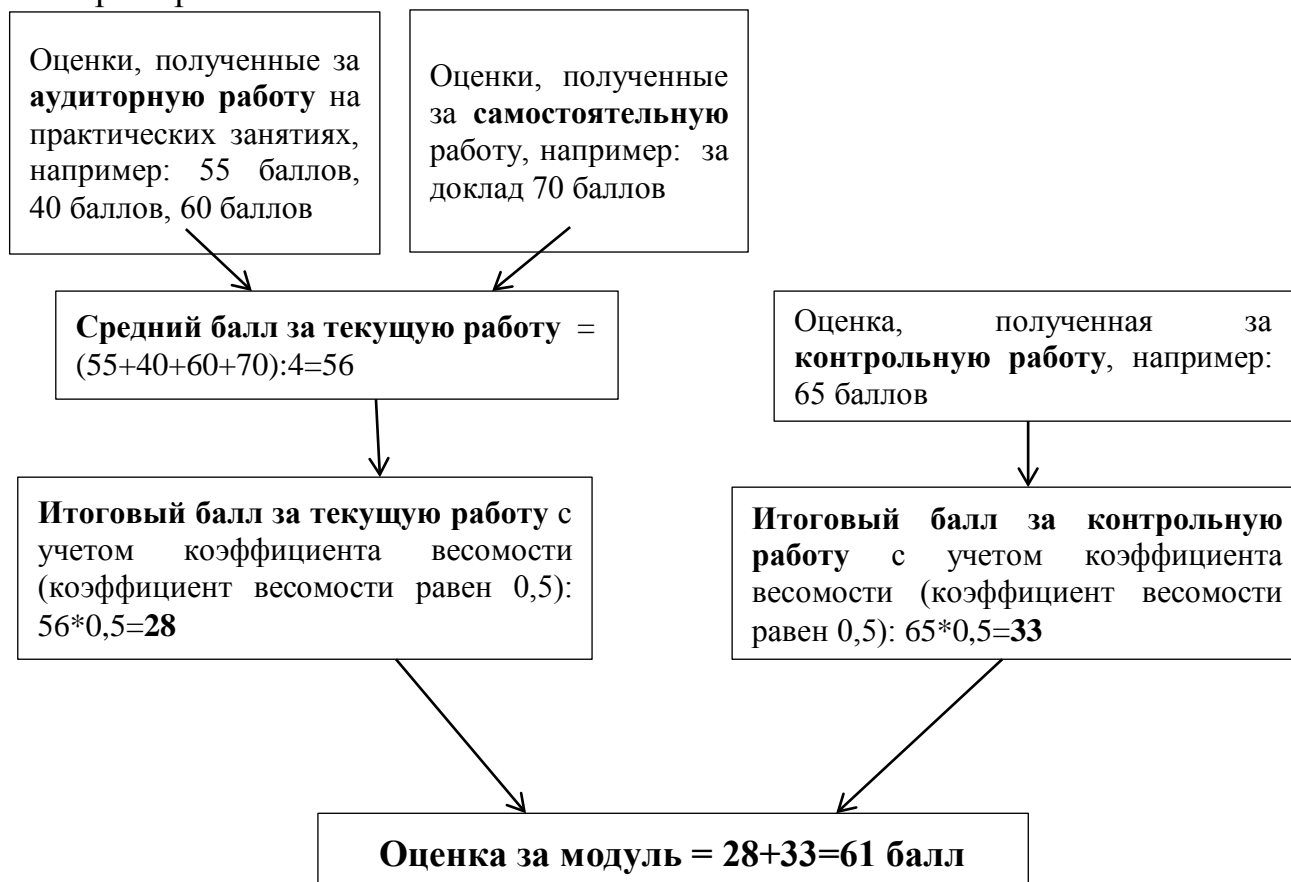 Оценки, полученные за
аудиторную работу на
практических занятиях,
например: 55 баллов,
40 баллов, 60 баллов
Оценки, полученные
за самостоятельную
работу, например: за
доклад 70 баллов
Средний балл за текущую работу =
(55+40+60+70):4=56
Оценка, полученная за
контрольную работу, например:
65 баллов
Итоговый балл за текущую работу с
учетом коэффициента весомости
(коэффициент весомости равен 0,5):
56*0,5=28
Итоговый балл за контрольную
работу с учетом коэффициента
весомости (коэффициент весомости
равен 0,5): 65*0,5=33
Оценка за модуль = 28+33=61 балл